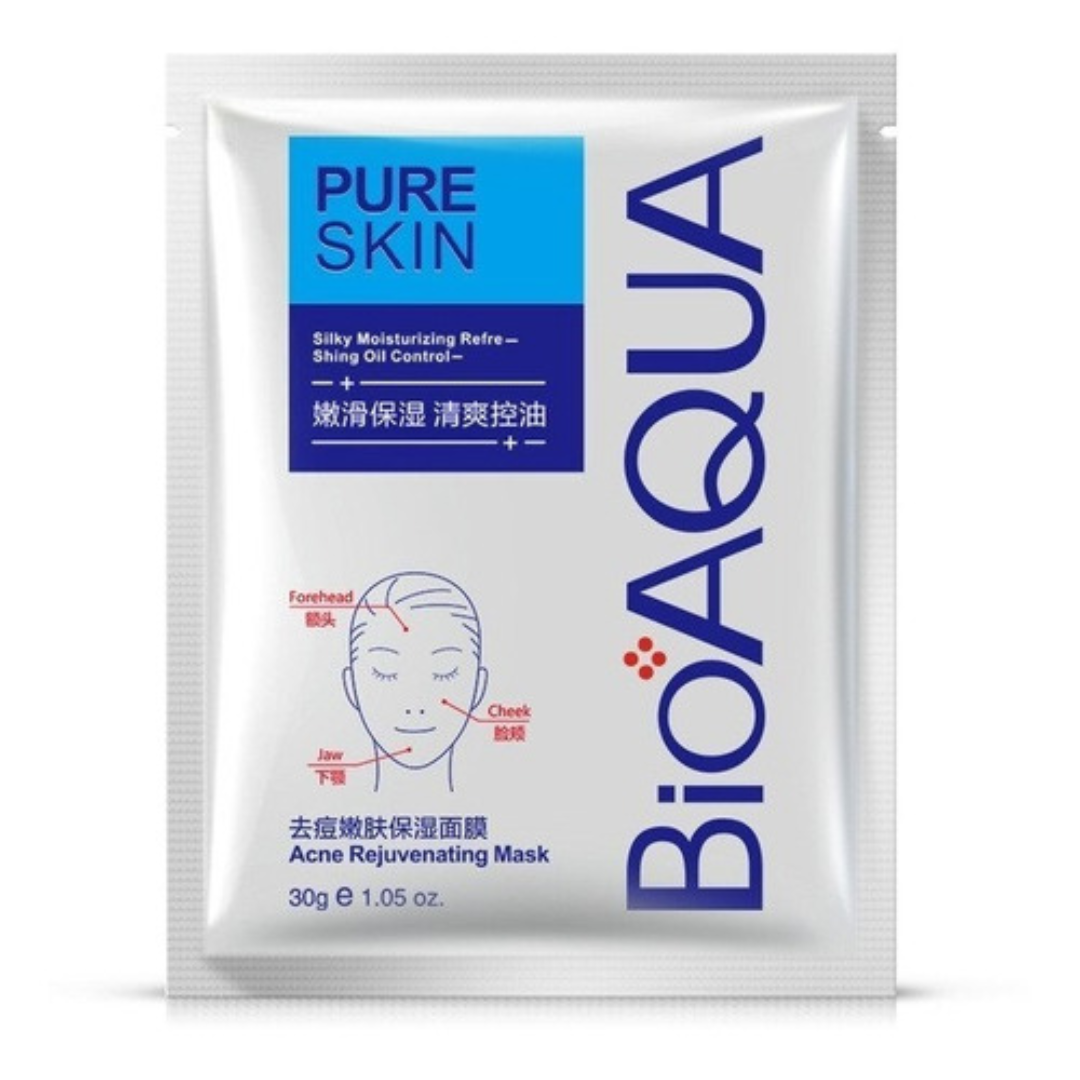 PURE
SKIN
Silky Moisturizing Refre—
Shing Oil Control—
嫩滑保湿 清爽控油
BioAQUA
Forehead
额头
Cheek
脸颊
Jaw
下颚
去痘嫩肤保湿面膜
Acne Rejuvenating Mask
30g e 1.05 oz.